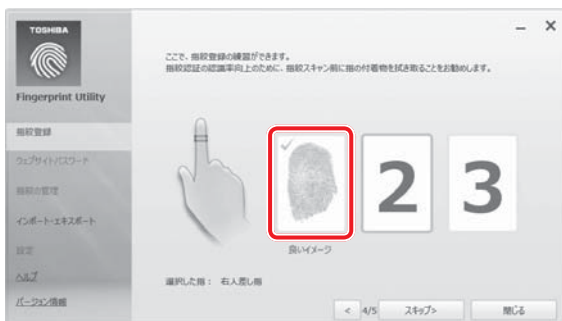 TOSHIBA
Fingerprint Utility
指紋登録
ウェブサイト/パスワード
指紋の管理
インポート・エクスポート
設定
ヘルプ
バージョン情報
ここで、指紋登録の練習ができます。
指紋認証の認識率向上のために、指紋スキャン前に指の付着物を拭き取ることをお勧めします。
2
3
良いイメージ
選択した指： 右人差し指
< 4/5 スキップ> 閉じる